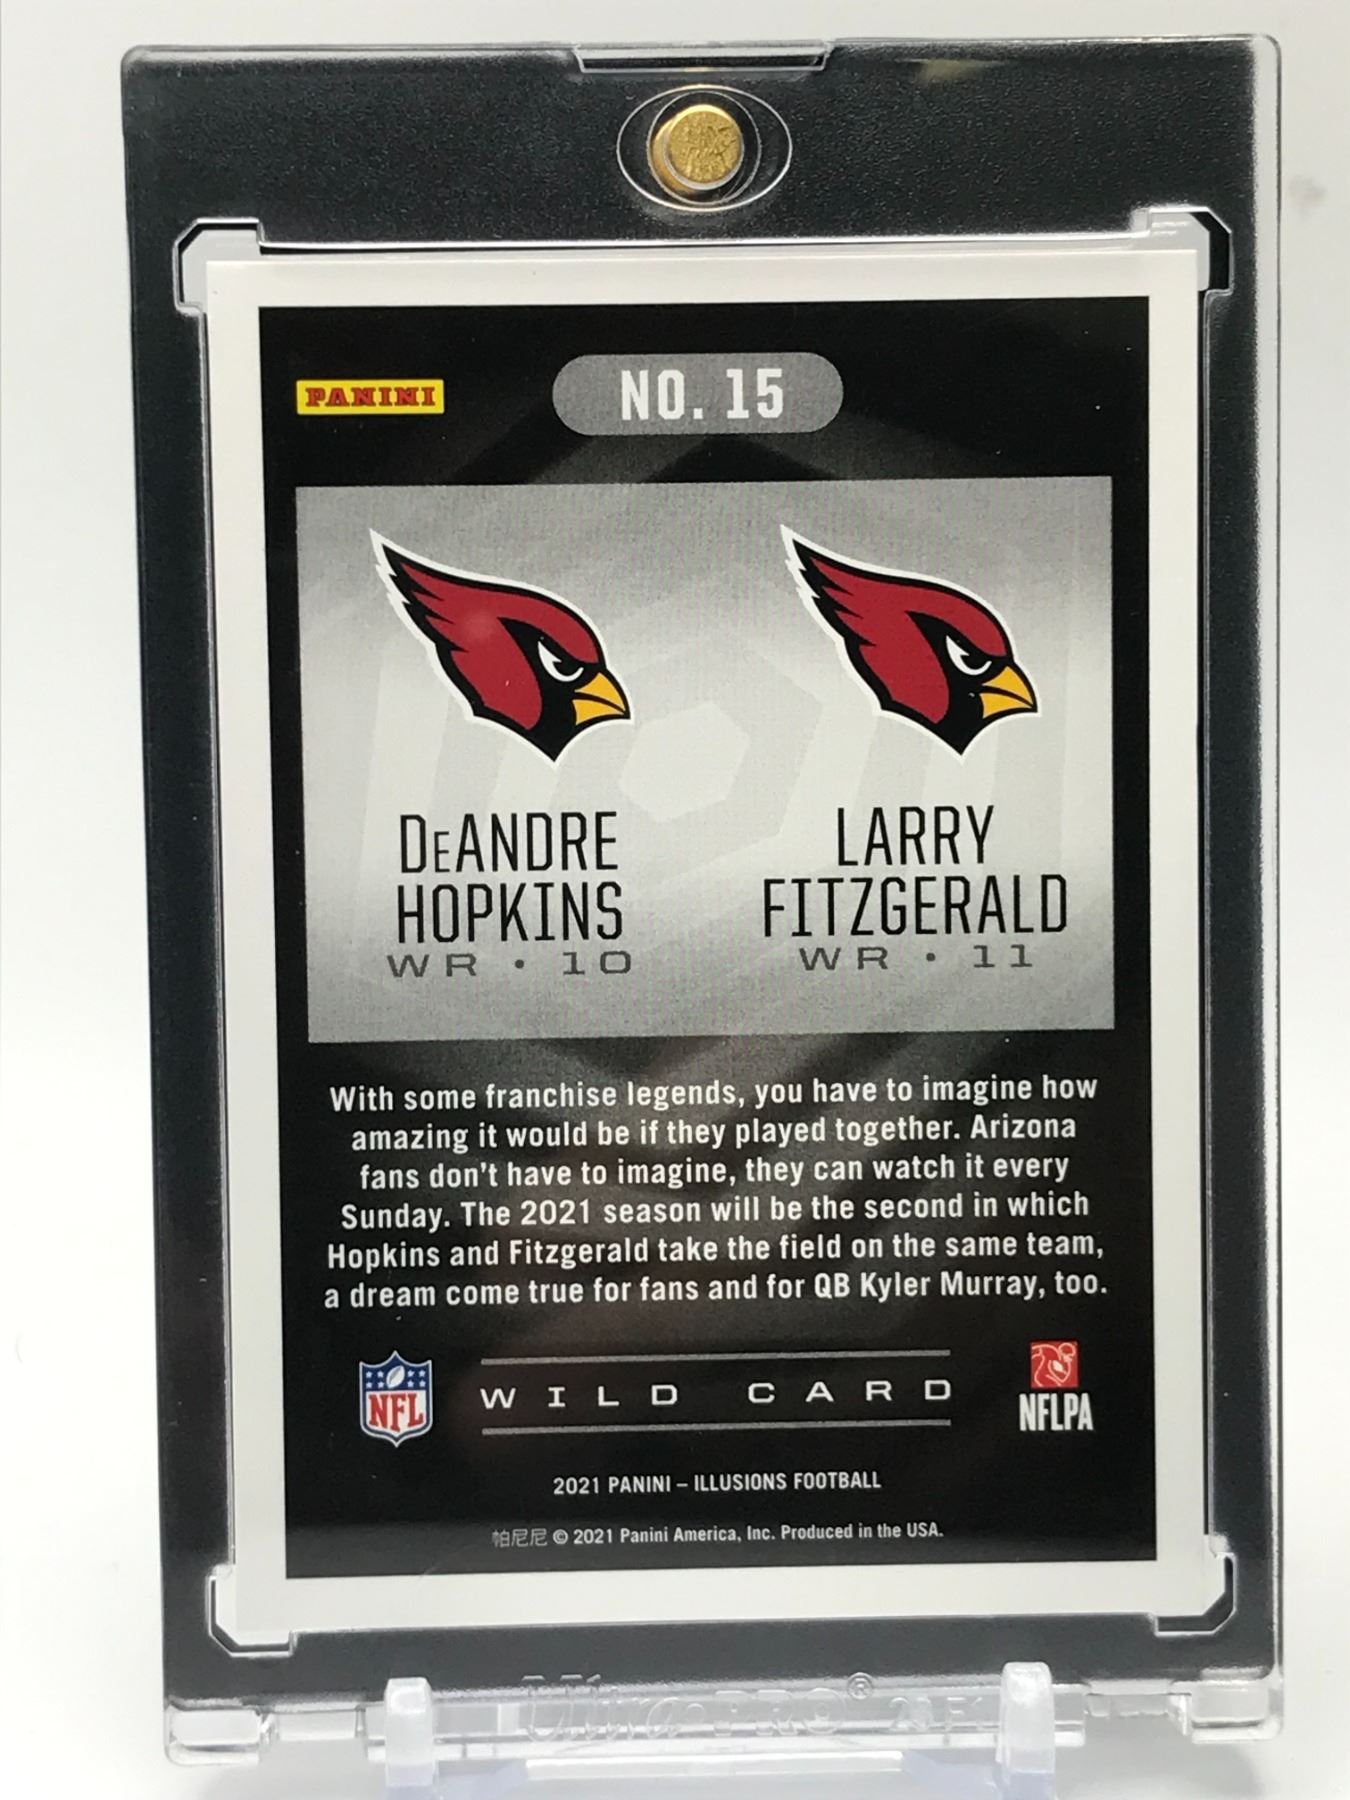 PANINI
NO. 15
DeANDRE
HOPKINS
WR • 10
LARRY
FITZGERALD
WR • 11
With some franchise legends, you have to imagine how
amazing it would be if they played together. Arizona
fans don't have to imagine, they can watch it every
Sunday. The 2021 season will be the second in which
Hopkins and Fitzgerald take the field on the same team,
a dream come true for fans and for QB Kyler Murray, too.
NFL
WILD CARD
NFLPA
2021 PANINI – ILLUSIONS FOOTBALL
帕尼尼 © 2021 Panini America, Inc. Produced in the USA.
Ultra PRO®